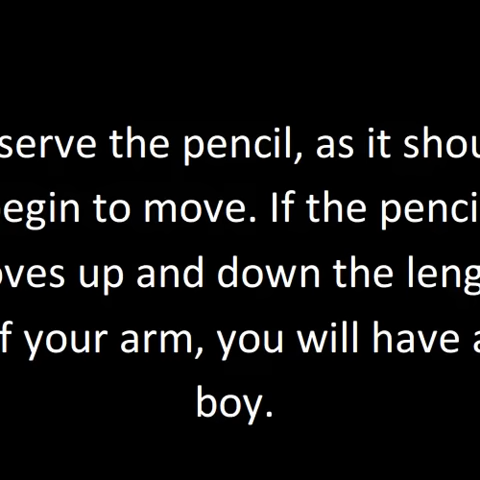 serve the pencil, as it shou
egin to move. If the penci
ves up and down the leng
f your arm, you will have a
boy.